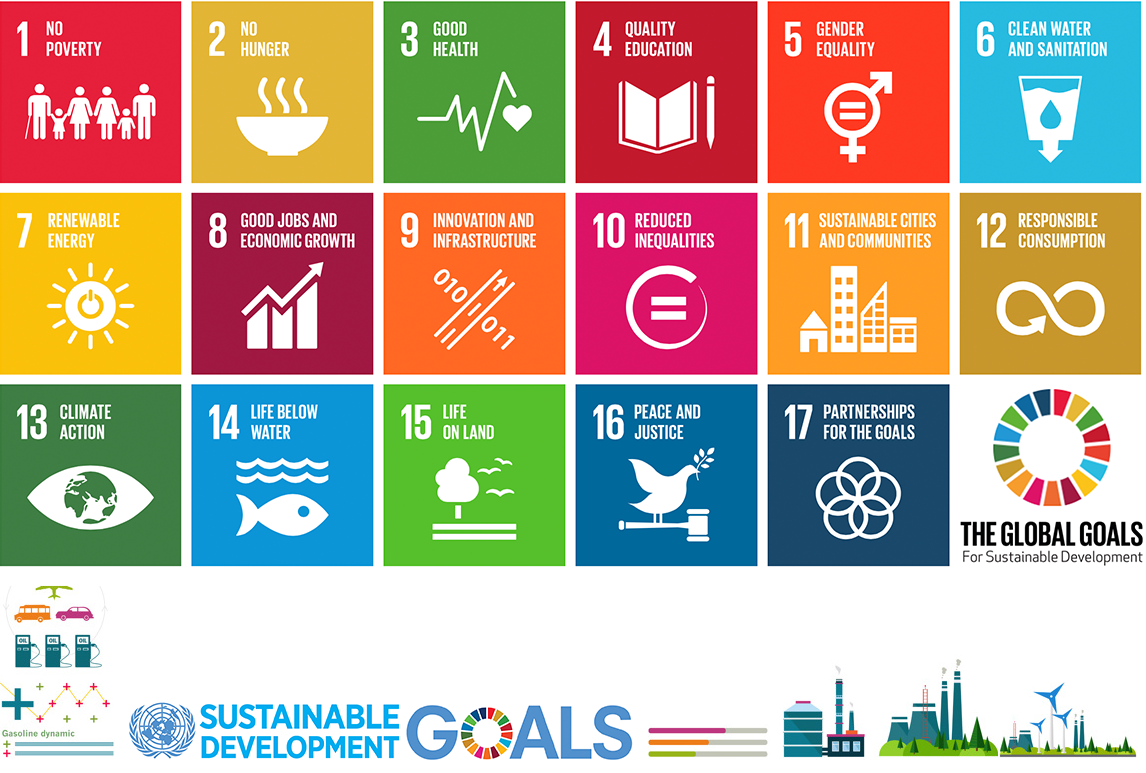 1 NO
POVERTY
2 NO
HUNGER
3 GOOD
HEALTH
4 QUALITY
EDUCATION
5 GENDER
EQUALITY
6 CLEAN WATER
AND SANITATION
7 RENEWABLE
ENERGY
8 GOOD JOBS AND
ECONOMIC GROWTH
9 INNOVATION AND
INFRASTRUCTURE
010
011
10 REDUCED
INEQUALITIES
11 SUSTAINABLE CITIES
AND COMMUNITIES
12 RESPONSIBLE
CONSUMPTION
13 CLIMATE
ACTION
14 LIFE BELOW
WATER
15 LIFE
ON LAND
16 PEACE AND
JUSTICE
17 PARTNERSHIPS
FOR THE GOALS
THE GLOBAL GOALS
For Sustainable Development
OIL OIL OIL
Gasoline dynamic
SUSTAINABLE
DEVELOPMENT
GOALS